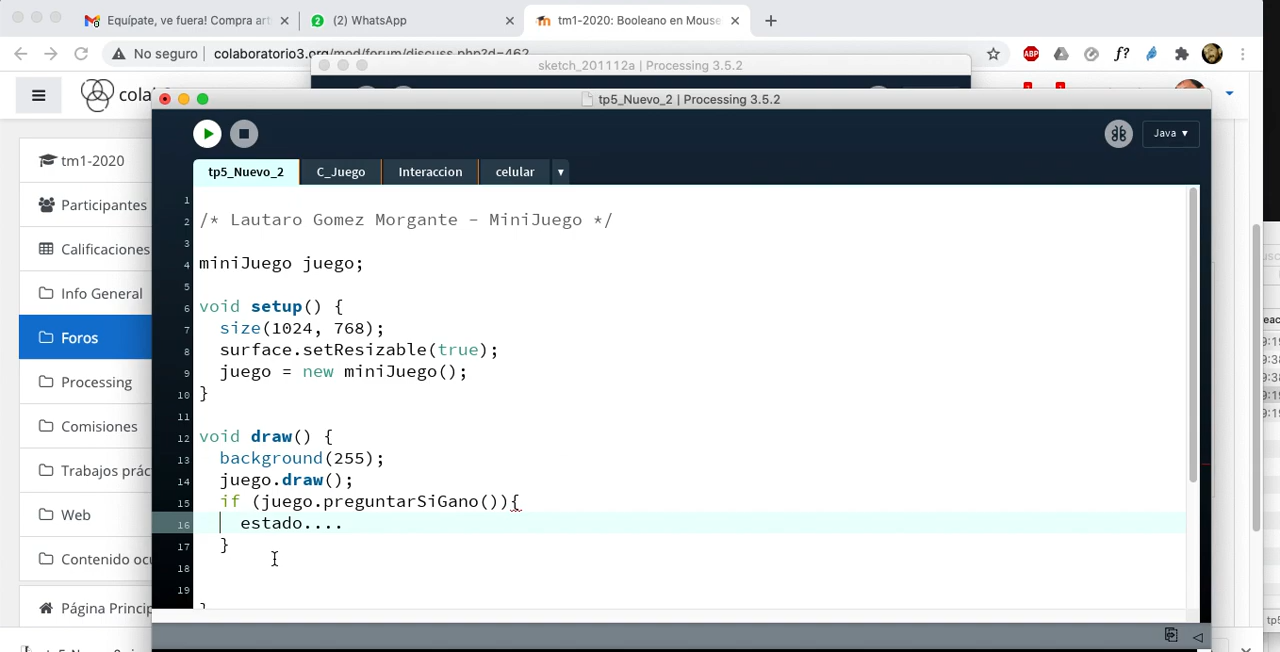 Equípate, ve fuera! Compra art
(2) WhatsApp
tm1-2020: Booleano en Mouse
No seguro
colaboratorio3.org/mod/forum/discuss.php?d=462
ABP
f?
sketch_201112a | Processing 3.5.2
tp5_Nuevo_2 | Processing 3.5.2
Java ▾
tp5_Nuevo_2
C_Juego
Interaccion
celular
tm1-2020
Participantes
Calificaciones
Info General
Foros
Processing
Comisiones
Trabajos prác
Web
Contenido ocu
Página Princip
1
2 /* Lautaro Gomez Morgante - MiniJuego */
3
4 miniJuego juego;
5
6 void setup() {
7 size(1024, 768);
8 surface.setResizable(true);
9 juego = new miniJuego();
10 }
11
12 void draw() {
13 background(255);
14 juego.draw();
15 if (juego.preguntarSiGano()){
16 estado....
17 }
18
19